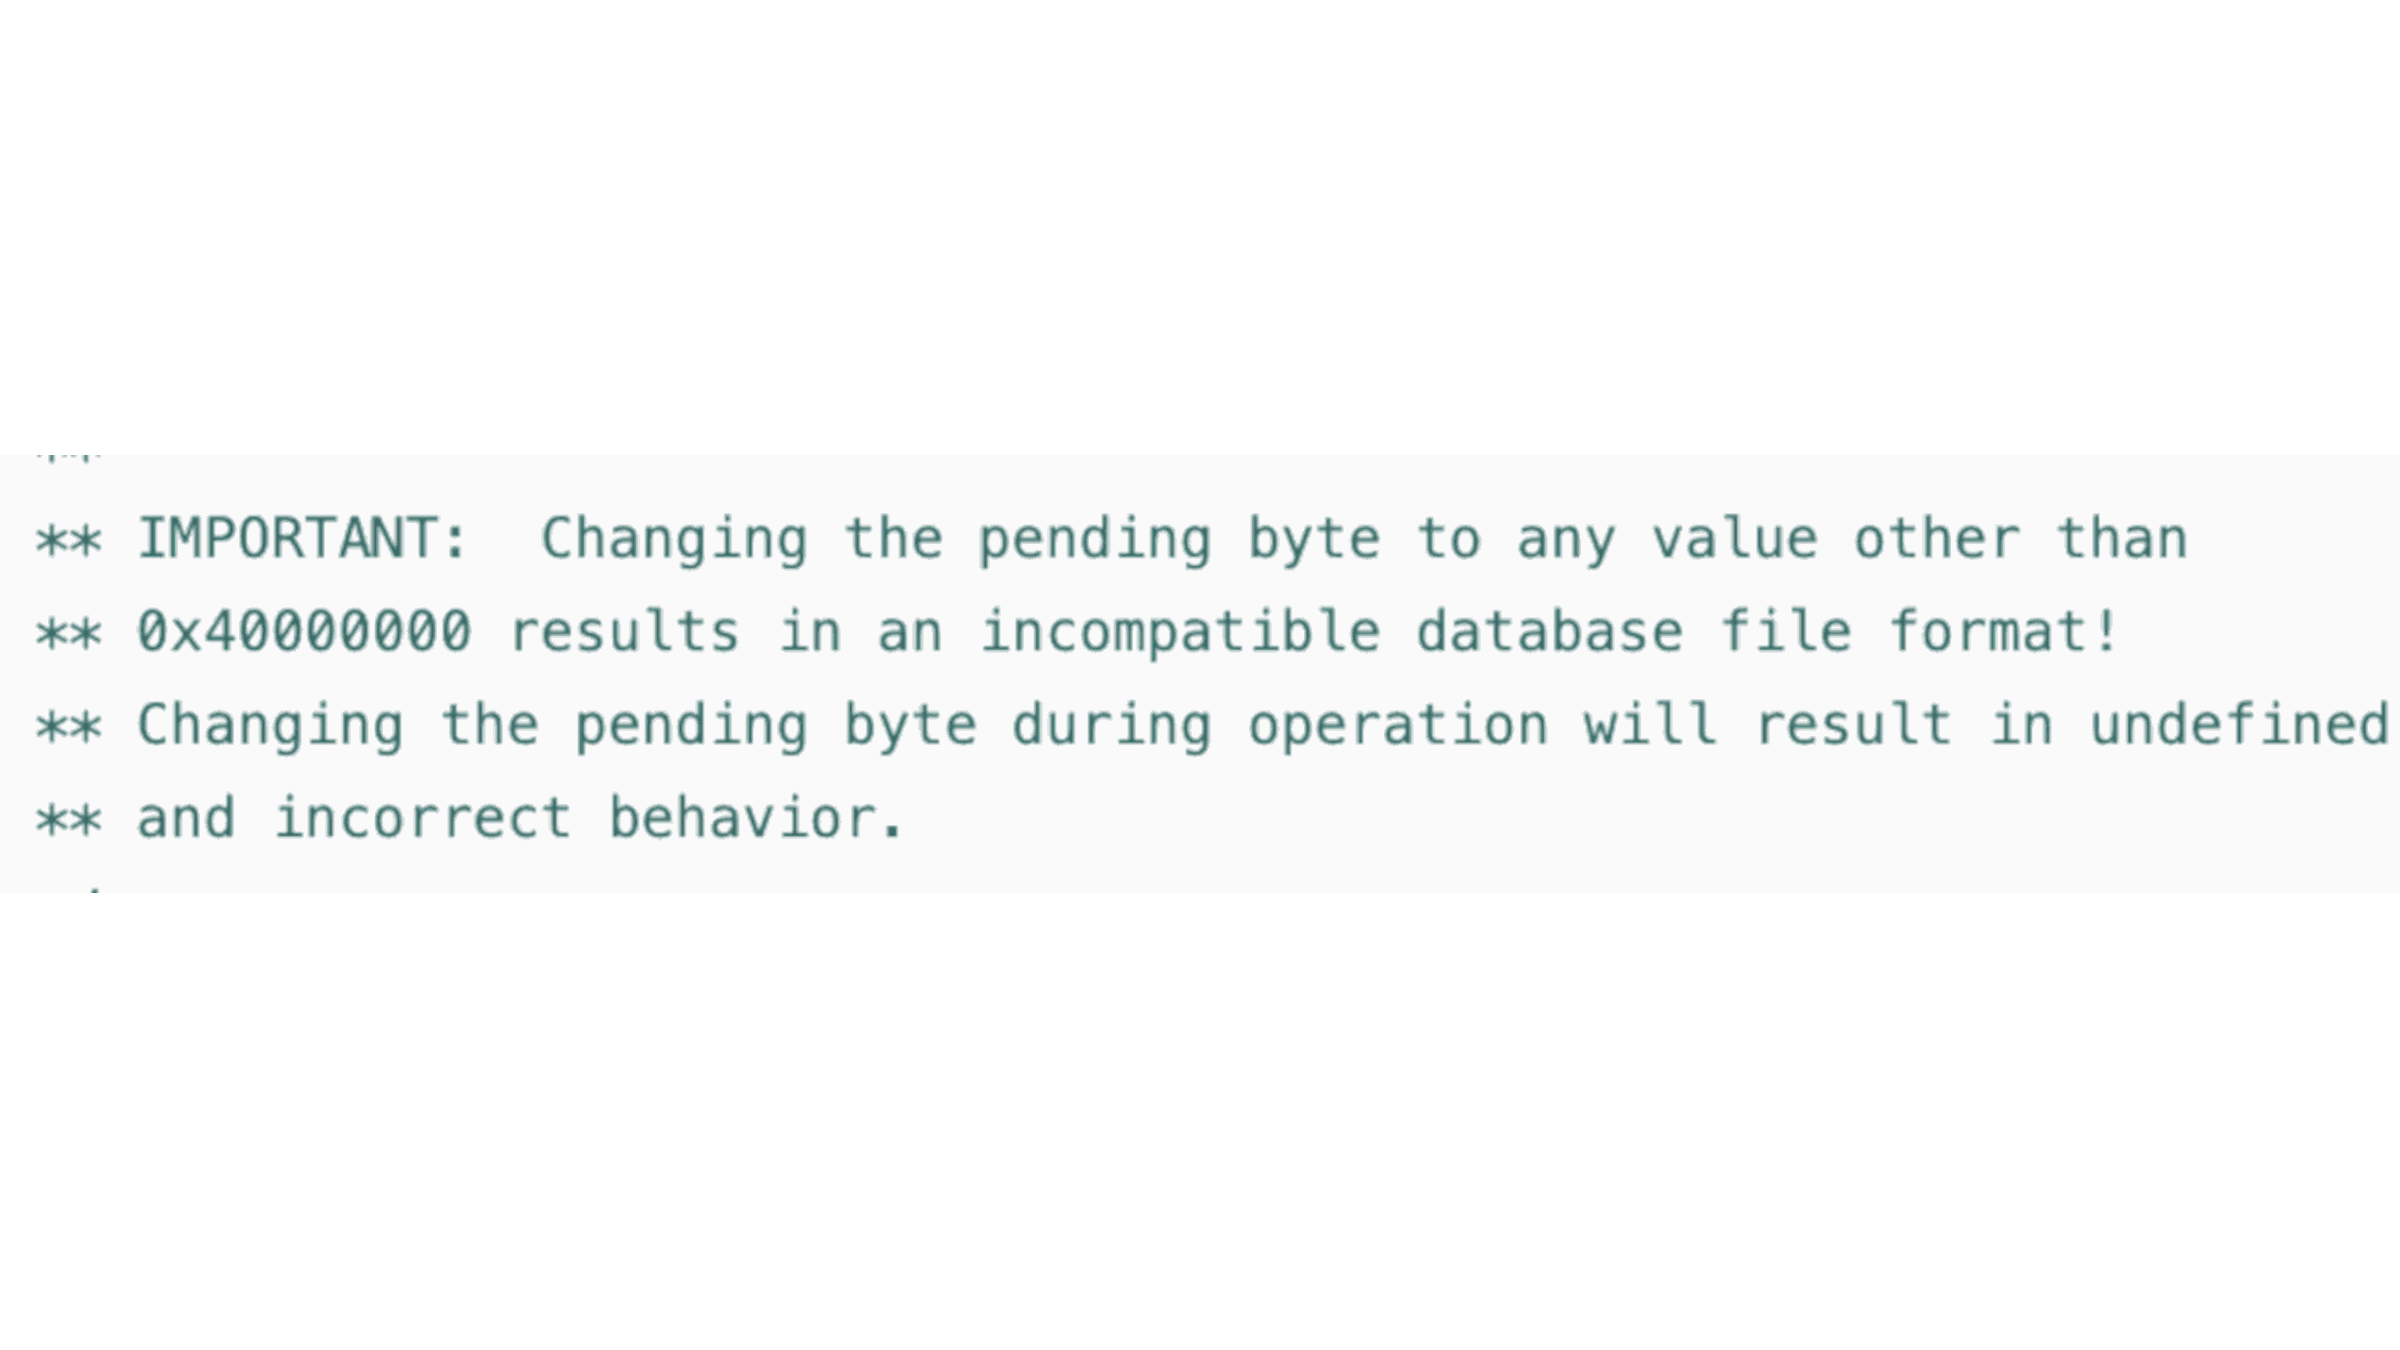 ** IMPORTANT:  Changing the pending byte to any value other than
** 0x40000000 results in an incompatible database file format!
** Changing the pending byte during operation will result in undefined
** and incorrect behavior.